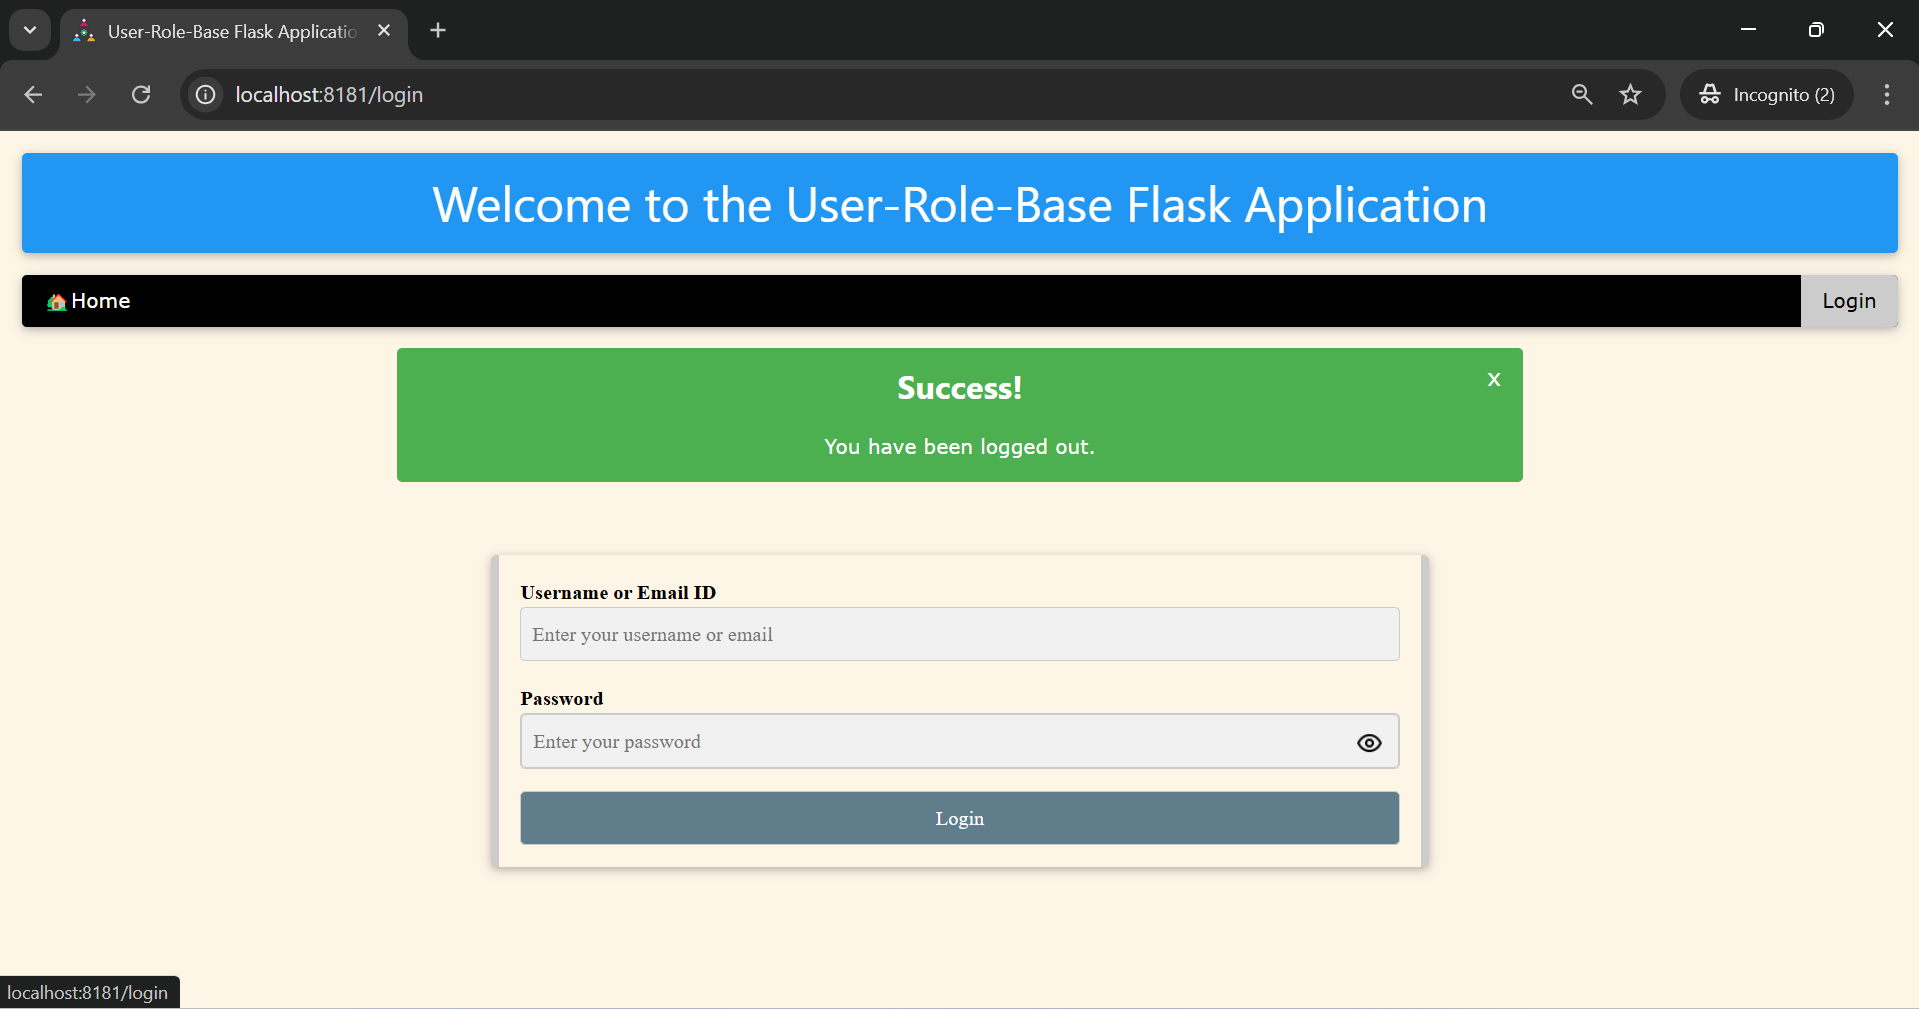 User-Role-Base Flask Applicatio
localhost:8181/login
Incognito (2)
Welcome to the User-Role-Base Flask Application
Home
Login
Success!
x
You have been logged out.
Username or Email ID
Enter your username or email
Password
Enter your password
Login
localhost:8181/login